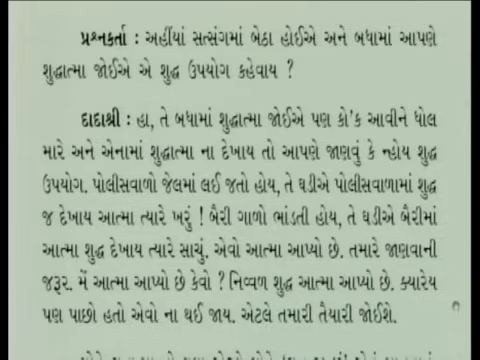 પ્રશ્નકર્તા : અહીંયાં સત્સંગમાં બેઠા હોઈએ અને બધામાં આપણે
શુદ્ધાત્મા જોઈએ એ શુદ્ધ ઉપયોગ કહેવાય ?
દાદાશ્રી : હા, તે બધામાં શુદ્ધાત્મા જોઈએ પણ કો'ક આવીને ધોલ
મારે અને એનામાં શુદ્ધાત્મા ના દેખાય તો આપણે જાણવું કે ન્હોય શુદ્ધ
ઉપયોગ. પોલીસવાળો જેલમાં લઈ જતો હોય, તે ઘડીએ પોલીસવાળામાં શુદ્ધ
જ દેખાય આત્મા ત્યારે ખરું ! બૈરી ગાળો ભાંડતી હોય, તે ઘડીએ બૈરીમાં
આત્મા શુદ્ધ દેખાય ત્યારે સાચું. એવો આત્મા આપ્યો છે. તમારે જાણવાની
જરૂર. મેં આત્મા આપ્યો છે કેવો ? નિવ્વળ શુદ્ધ આત્મા આપ્યો છે. ક્યારેય
પણ પાછો હતો એવો ના થઈ જાય. એટલે તમારી તૈયારી જોઈશે.